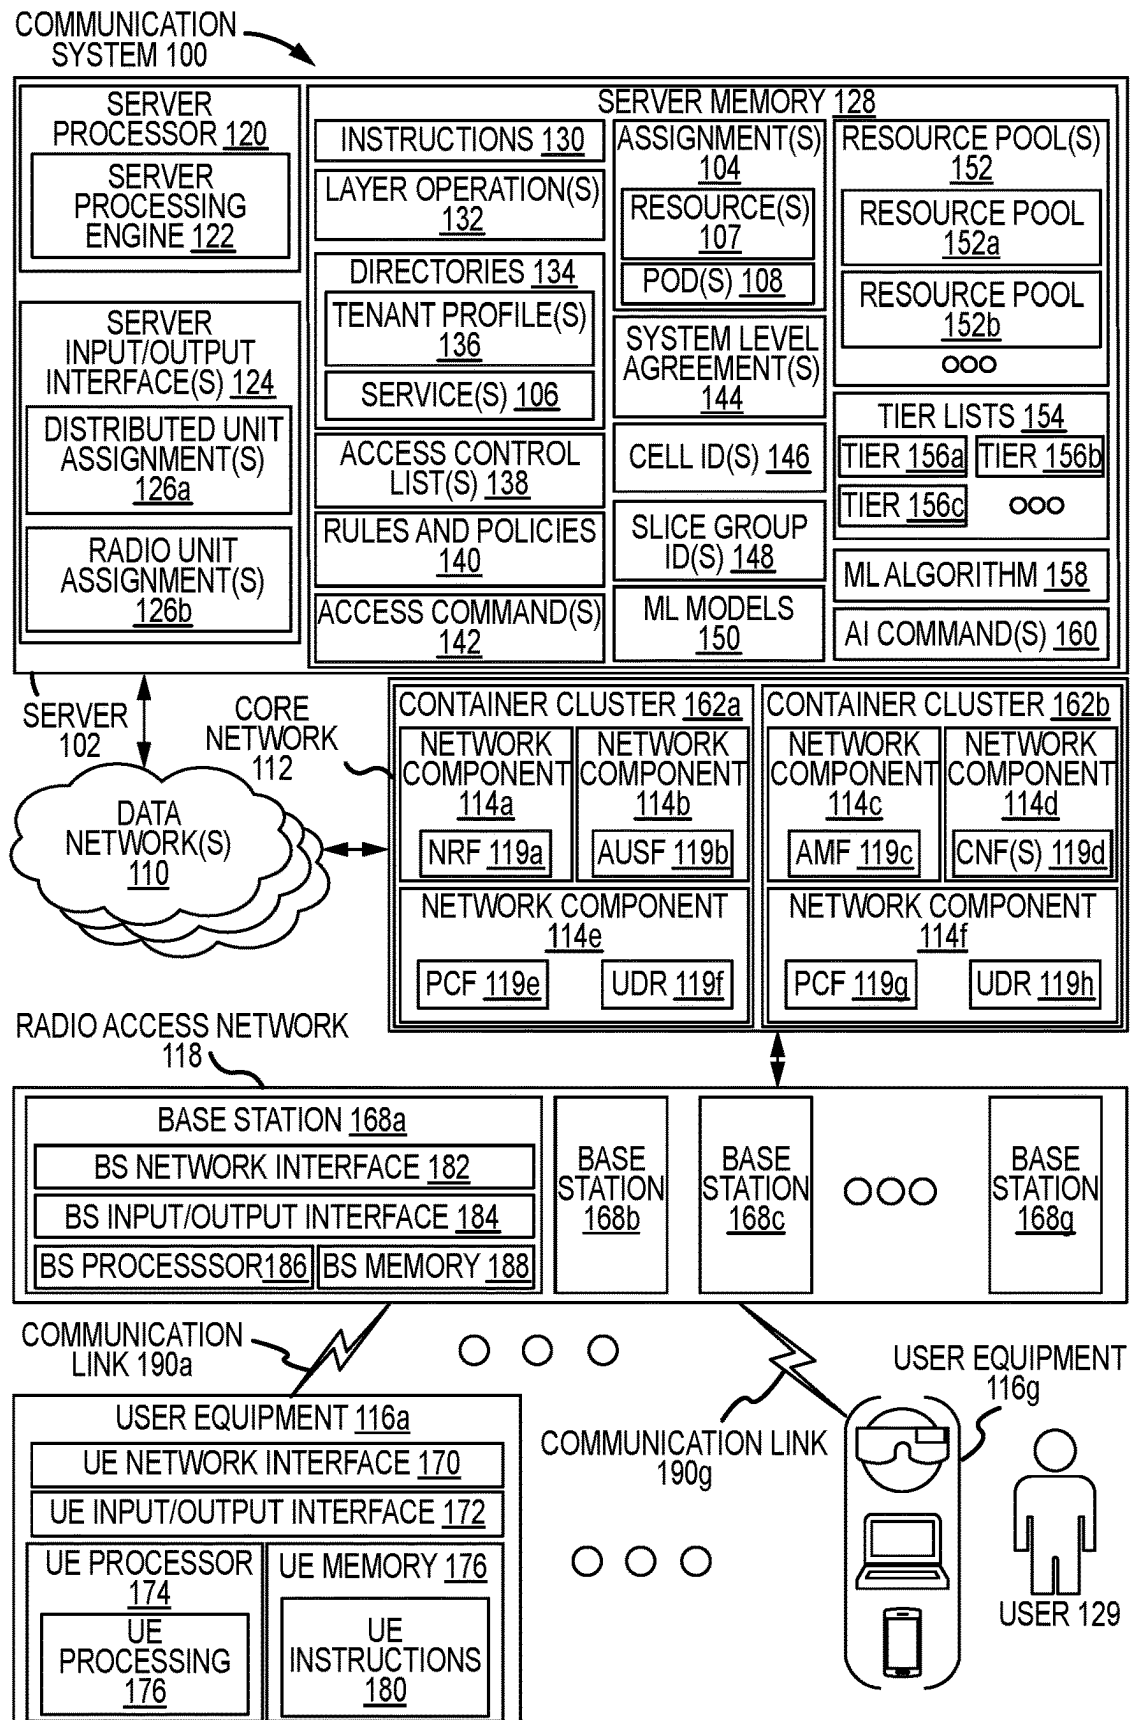 COMMUNICATION
SYSTEM 100
SERVER
PROCESSOR 120
SERVER
PROCESSING
ENGINE 122
SERVER
INPUT/OUTPUT
INTERFACE(S) 124
DISTRIBUTED UNIT
ASSIGNMENT(S)
126a
RADIO UNIT
ASSIGNMENT(S)
126b
SERVER MEMORY 128
INSTRUCTIONS 130
LAYER OPERATION(S)
132
DIRECTORIES 134
TENANT PROFILE(S)
136
SERVICE(S) 106
ACCESS CONTROL
LIST(S) 138
RULES AND POLICIES
140
ACCESS COMMAND(S)
142
ASSIGNMENT(S)
104
RESOURCE(S)
107
POD(S) 108
SYSTEM LEVEL
AGREEMENT(S)
144
CELL ID(S) 146
SLICE GROUP
ID(S) 148
ML MODELS
150
RESOURCE POOL(S)
152
RESOURCE POOL
152a
RESOURCE POOL
152b
TIER LISTS 154
TIER 156a TIER 156b
TIER 156c
ML ALGORITHM 158
AI COMMAND(S) 160
SERVER
102
CORE
NETWORK
112
DATA
NETWORK(S)
110
CONTAINER CLUSTER 162a
NETWORK
COMPONENT
114a
NRF 119a
NETWORK
COMPONENT
114b
AUSF 119b
NETWORK COMPONENT
114e
PCF 119e UDR 119f
CONTAINER CLUSTER 162b
NETWORK
COMPONENT
114c
AMF 119c
NETWORK
COMPONENT
114d
CNF(S) 119d
NETWORK COMPONENT
114f
PCF 119g UDR 119h
RADIO ACCESS NETWORK
118
BASE STATION 168a
BS NETWORK INTERFACE 182
BS INPUT/OUTPUT INTERFACE 184
BS PROCESSSOR186 BS MEMORY 188
BASE
STATION
168b
BASE
STATION
168c
BASE
STATION
168g
COMMUNICATION
LINK 190a
USER EQUIPMENT 116a
UE NETWORK INTERFACE 170
UE INPUT/OUTPUT INTERFACE 172
UE PROCESSOR
174
UE
PROCESSING
176
UE MEMORY 176
UE
INSTRUCTIONS
180
COMMUNICATION LINK
190g
USER EQUIPMENT
116g
USER 129